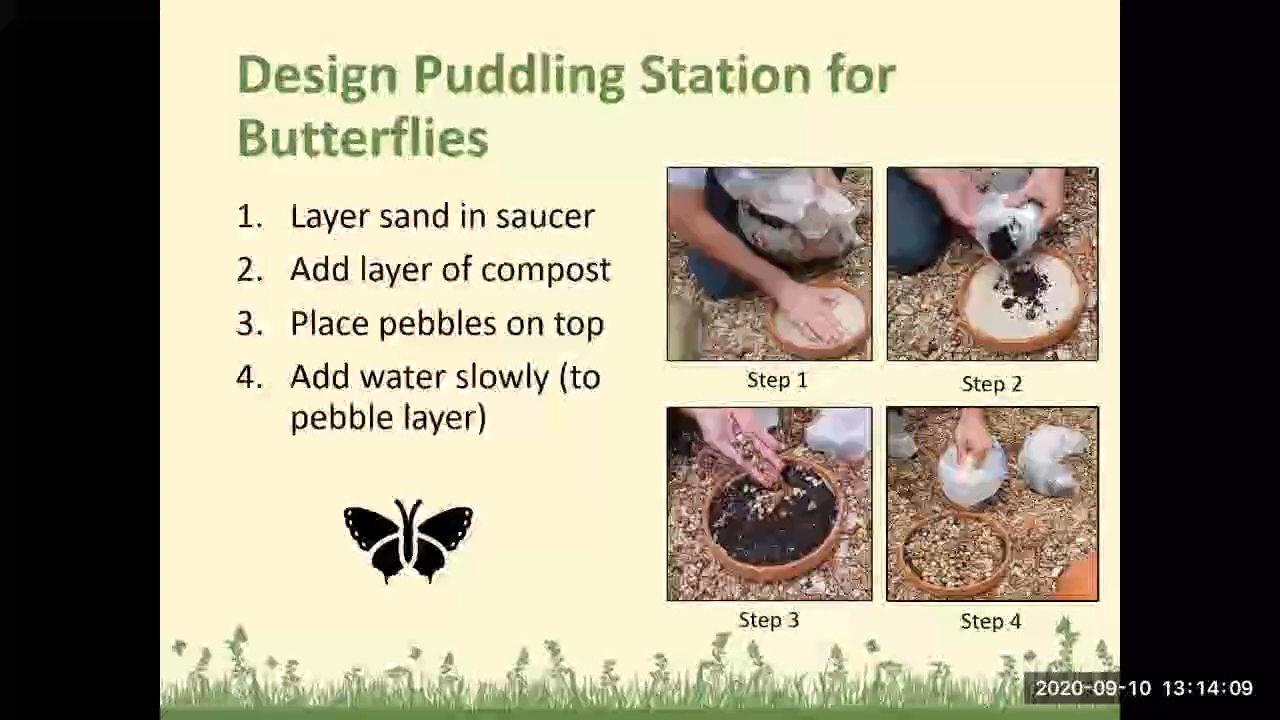 Design Puddling Station for
Butterflies
1. Layer sand in saucer
2. Add layer of compost
3. Place pebbles on top
4. Add water slowly (to
pebble layer)
Step 1
Step 2
Step 3
Step 4
2020-09-10 13:14:09